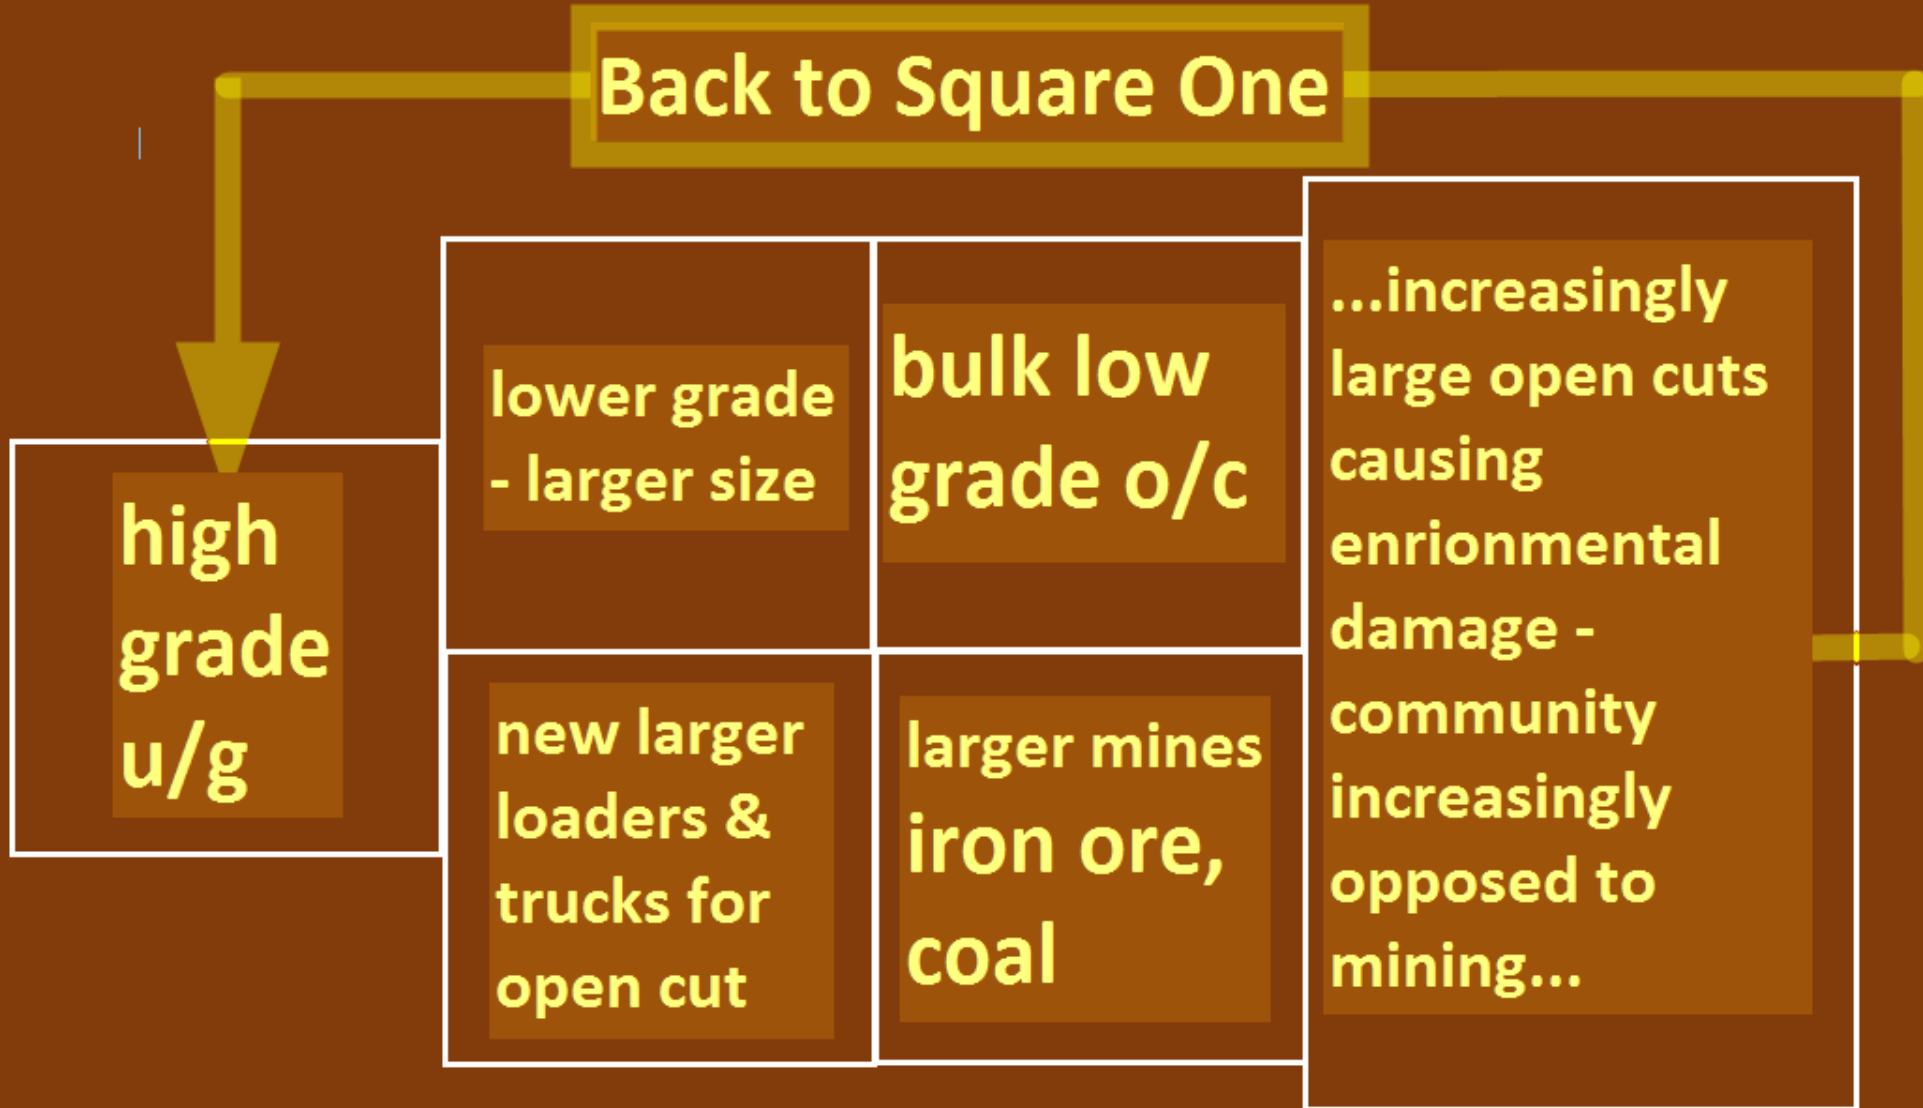 Back to Square One
high
grade
u/g
lower grade
- larger size
new larger
loaders &
trucks for
open cut
bulk low
grade o/c
larger mines
iron ore,
coal
...increasingly
large open cuts
causing
enrionmental
damage -
community
increasingly
opposed to
mining...